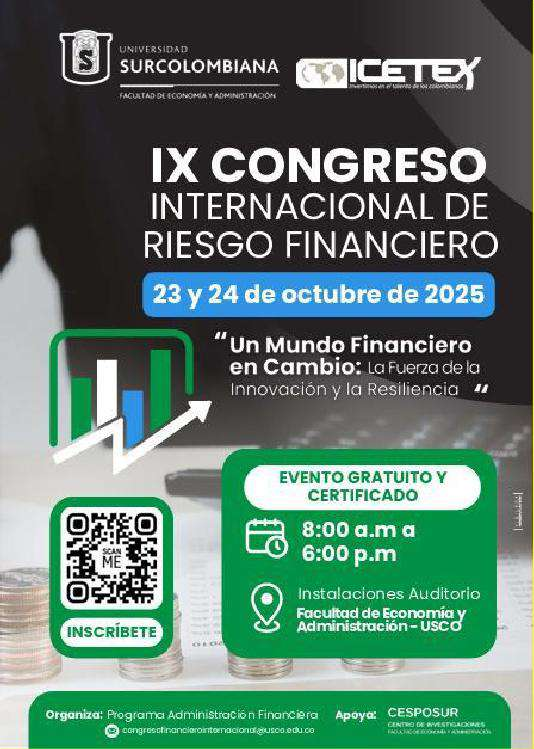 UNIVERSIDAD
SURCOLOMBIANA
FACULTAD DE ECONOMÍA Y ADMINISTRACIÓN
ICETEX
Invertimos en el talento de los colombianos
IX CONGRESO
INTERNACIONAL DE
RIESGO FINANCIERO
23 y 24 de octubre de 2025
“Un Mundo Financiero
en Cambio: La Fuerza de la
Innovación y la Resiliencia “
EVENTO GRATUITO Y
CERTIFICADO
8:00 a.m a
6:00 p.m
SCAN
ME
INSCRÍBETE
Instalaciones Auditorio
Facultad de Economía y
Administración - USCO
Organiza: Programa Administración Financiera
congresofinancierointernacional@usco.edu.co
Apoya: CESPOSUR
CENTRO DE INVESTIGACIONES
FACULTAD DE ECONOMÍA Y ADMINISTRACIÓN